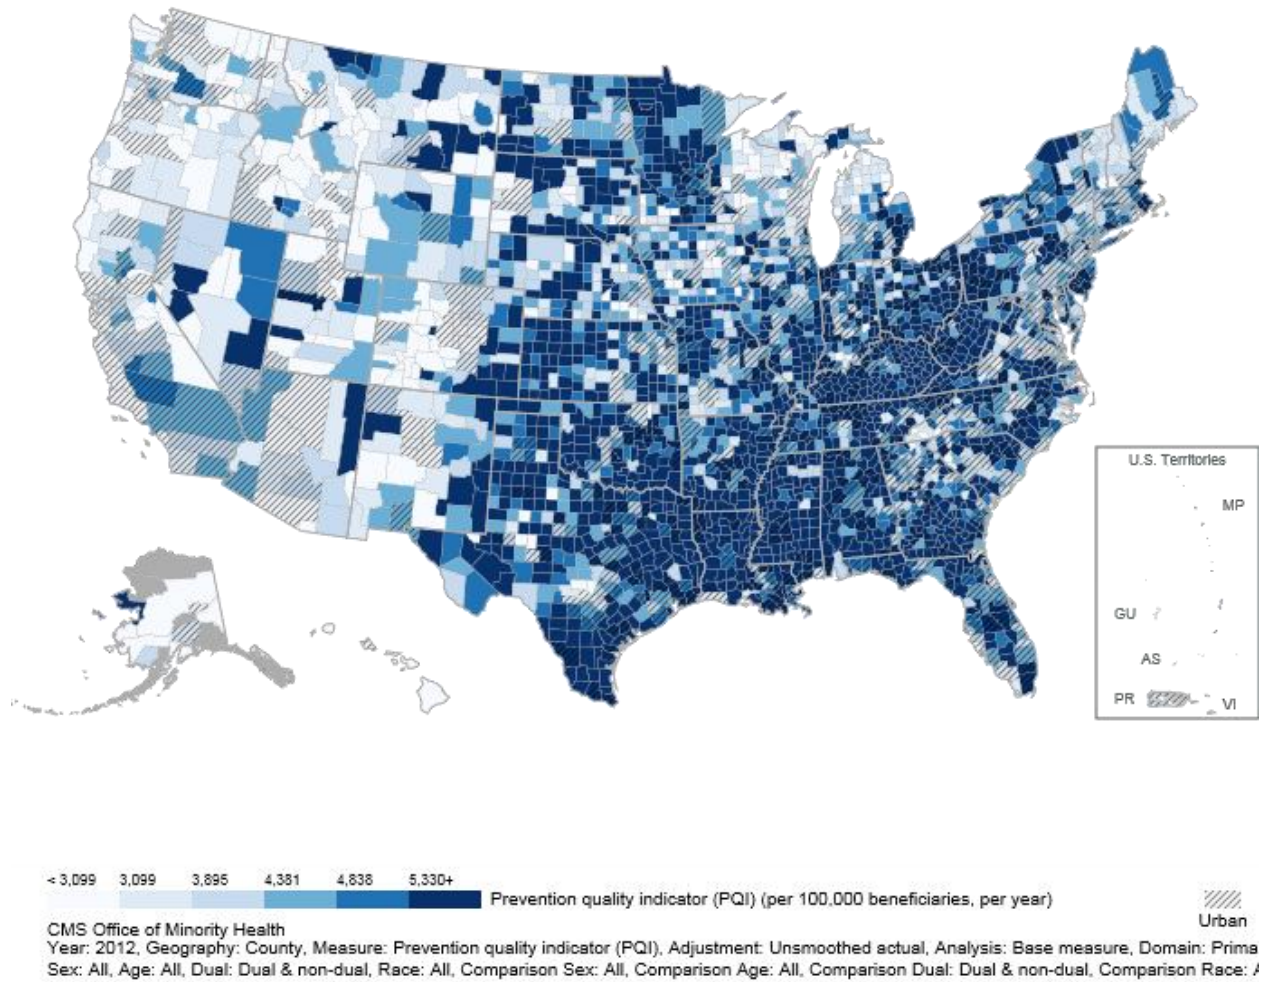 U.S. Territories
MP
GU
AS
PR
VI
< 3,099 3,099 3,895 4,381 4,838 5,330+
Prevention quality indicator (PQI) (per 100,000 beneficiaries, per year)
Urban
CMS Office of Minority Health
Year: 2012, Geography: County, Measure: Prevention quality indicator (PQI), Adjustment: Unsmoothed actual, Analysis: Base measure, Domain: Prima
Sex: All, Age: All, Dual: Dual & non-dual, Race: All, Comparison Sex: All, Comparison Age: All, Comparison Dual: Dual & non-dual, Comparison Race: